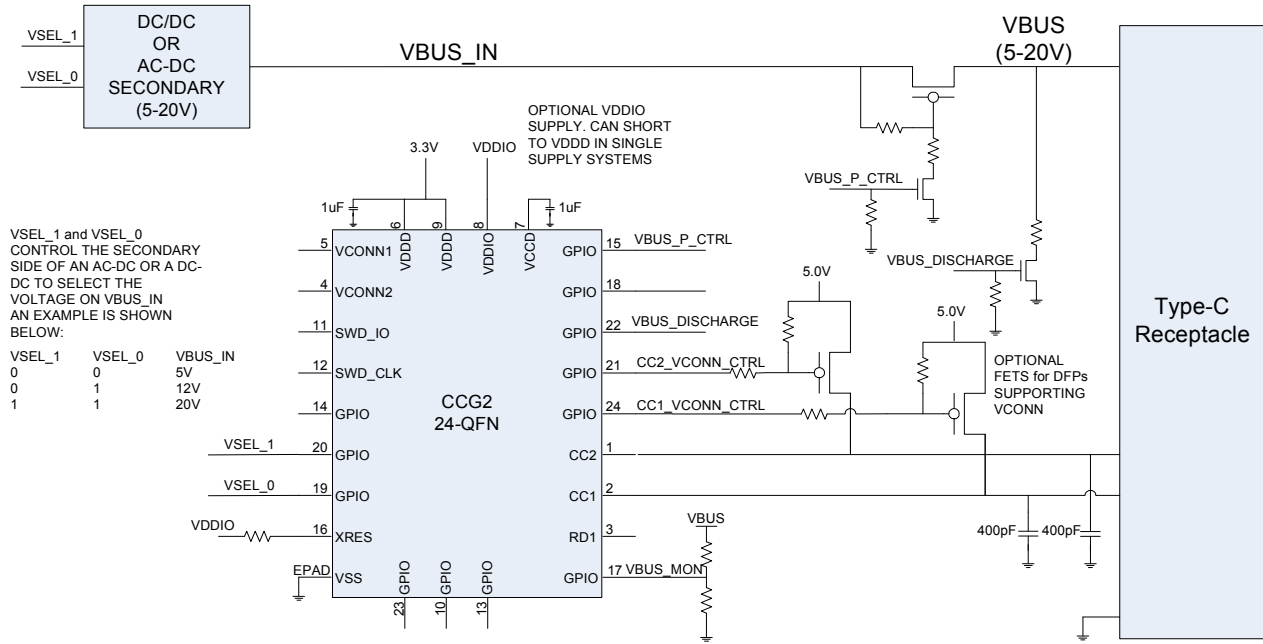 VSEL_1
VSEL_0
DC/DC
OR
AC-DC
SECONDARY
(5-20V)
VBUS_IN
VBUS
(5-20V)
OPTIONAL VDDIO
SUPPLY. CAN SHORT
TO VDDD IN SINGLE
SUPPLY SYSTEMS
3.3V
VDDIO
1uF
1uF
VBUS_P_CTRL
VBUS_DISCHARGE
VSEL_1 and VSEL_0
CONTROL THE SECONDARY
SIDE OF AN AC-DC OR A DC-
DC TO SELECT THE
VOLTAGE ON VBUS_IN
AN EXAMPLE IS SHOWN
BELOW:
VSEL_1 VSEL_0 VBUS_IN
0 0 5V
0 1 12V
1 1 20V
6 VDDD
9 VDDD
8 VDDIO
7 VCCD
5 VCONN1
4 VCONN2
11 SWD_IO
12 SWD_CLK
14 GPIO
VSEL_1 20 GPIO
VSEL_0 19 GPIO
VDDIO 16 XRES
EPAD VSS
CCG2
24-QFN
23 GPIO
10 GPIO
13 GPIO
GPIO 15 VBUS_P_CTRL
GPIO 18
GPIO 22 VBUS_DISCHARGE
GPIO 21 CC2_VCONN_CTRL
GPIO 24 CC1_VCONN_CTRL
CC2 1
CC1 2
RD1 3
GPIO 17 VBUS_MON
VBUS
5.0V
5.0V
OPTIONAL
FETS for DFPs
SUPPORTING
VCONN
400pF
400pF
Type-C
Receptacle